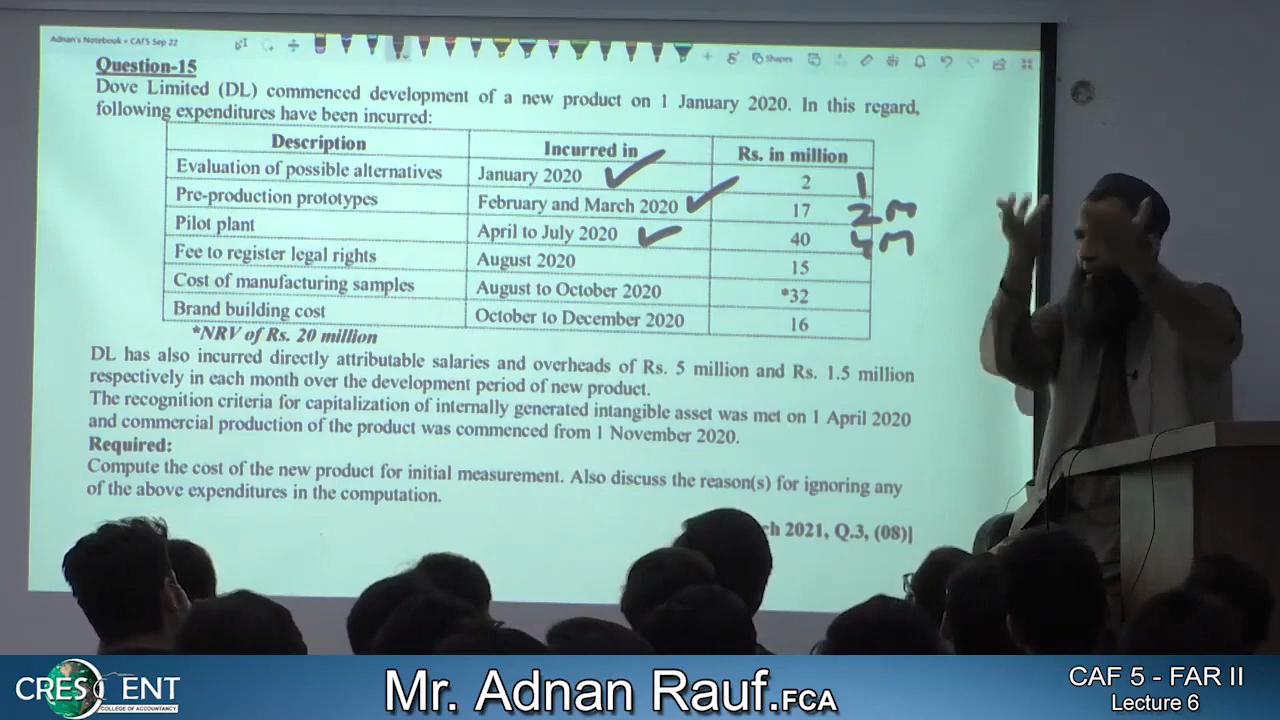 Adnan's Notebook » CAF5 Sep 22
Shapes
Question-15
Dove Limited (DL) commenced development of a new product on 1 January 2020. In this regard,
following expenditures have been incurred:
Description Incurred in Rs. in million
Evaluation of possible alternatives January 2020 2 1
Pre-production prototypes February and March 2020 17 2M
Pilot plant April to July 2020 40 4M
Fee to register legal rights August 2020 15
Cost of manufacturing samples August to October 2020 *32
Brand building cost October to December 2020 16
*NRV of Rs. 20 million
DL has also incurred directly attributable salaries and overheads of Rs. 5 million and Rs. 1.5 million
respectively in each month over the development period of new product.
The recognition criteria for capitalization of internally generated intangible asset was met on 1 April 2020
and commercial production of the product was commenced from 1 November 2020.
Required:
Compute the cost of the new product for initial measurement. Also discuss the reason(s) for ignoring any
of the above expenditures in the computation.
2021, Q.3, (08)]
CRESCENT
COLLEGE OF ACCOUNTANCY
Mr. Adnan Rauf.FCA
CAF 5 - FAR II
Lecture 6